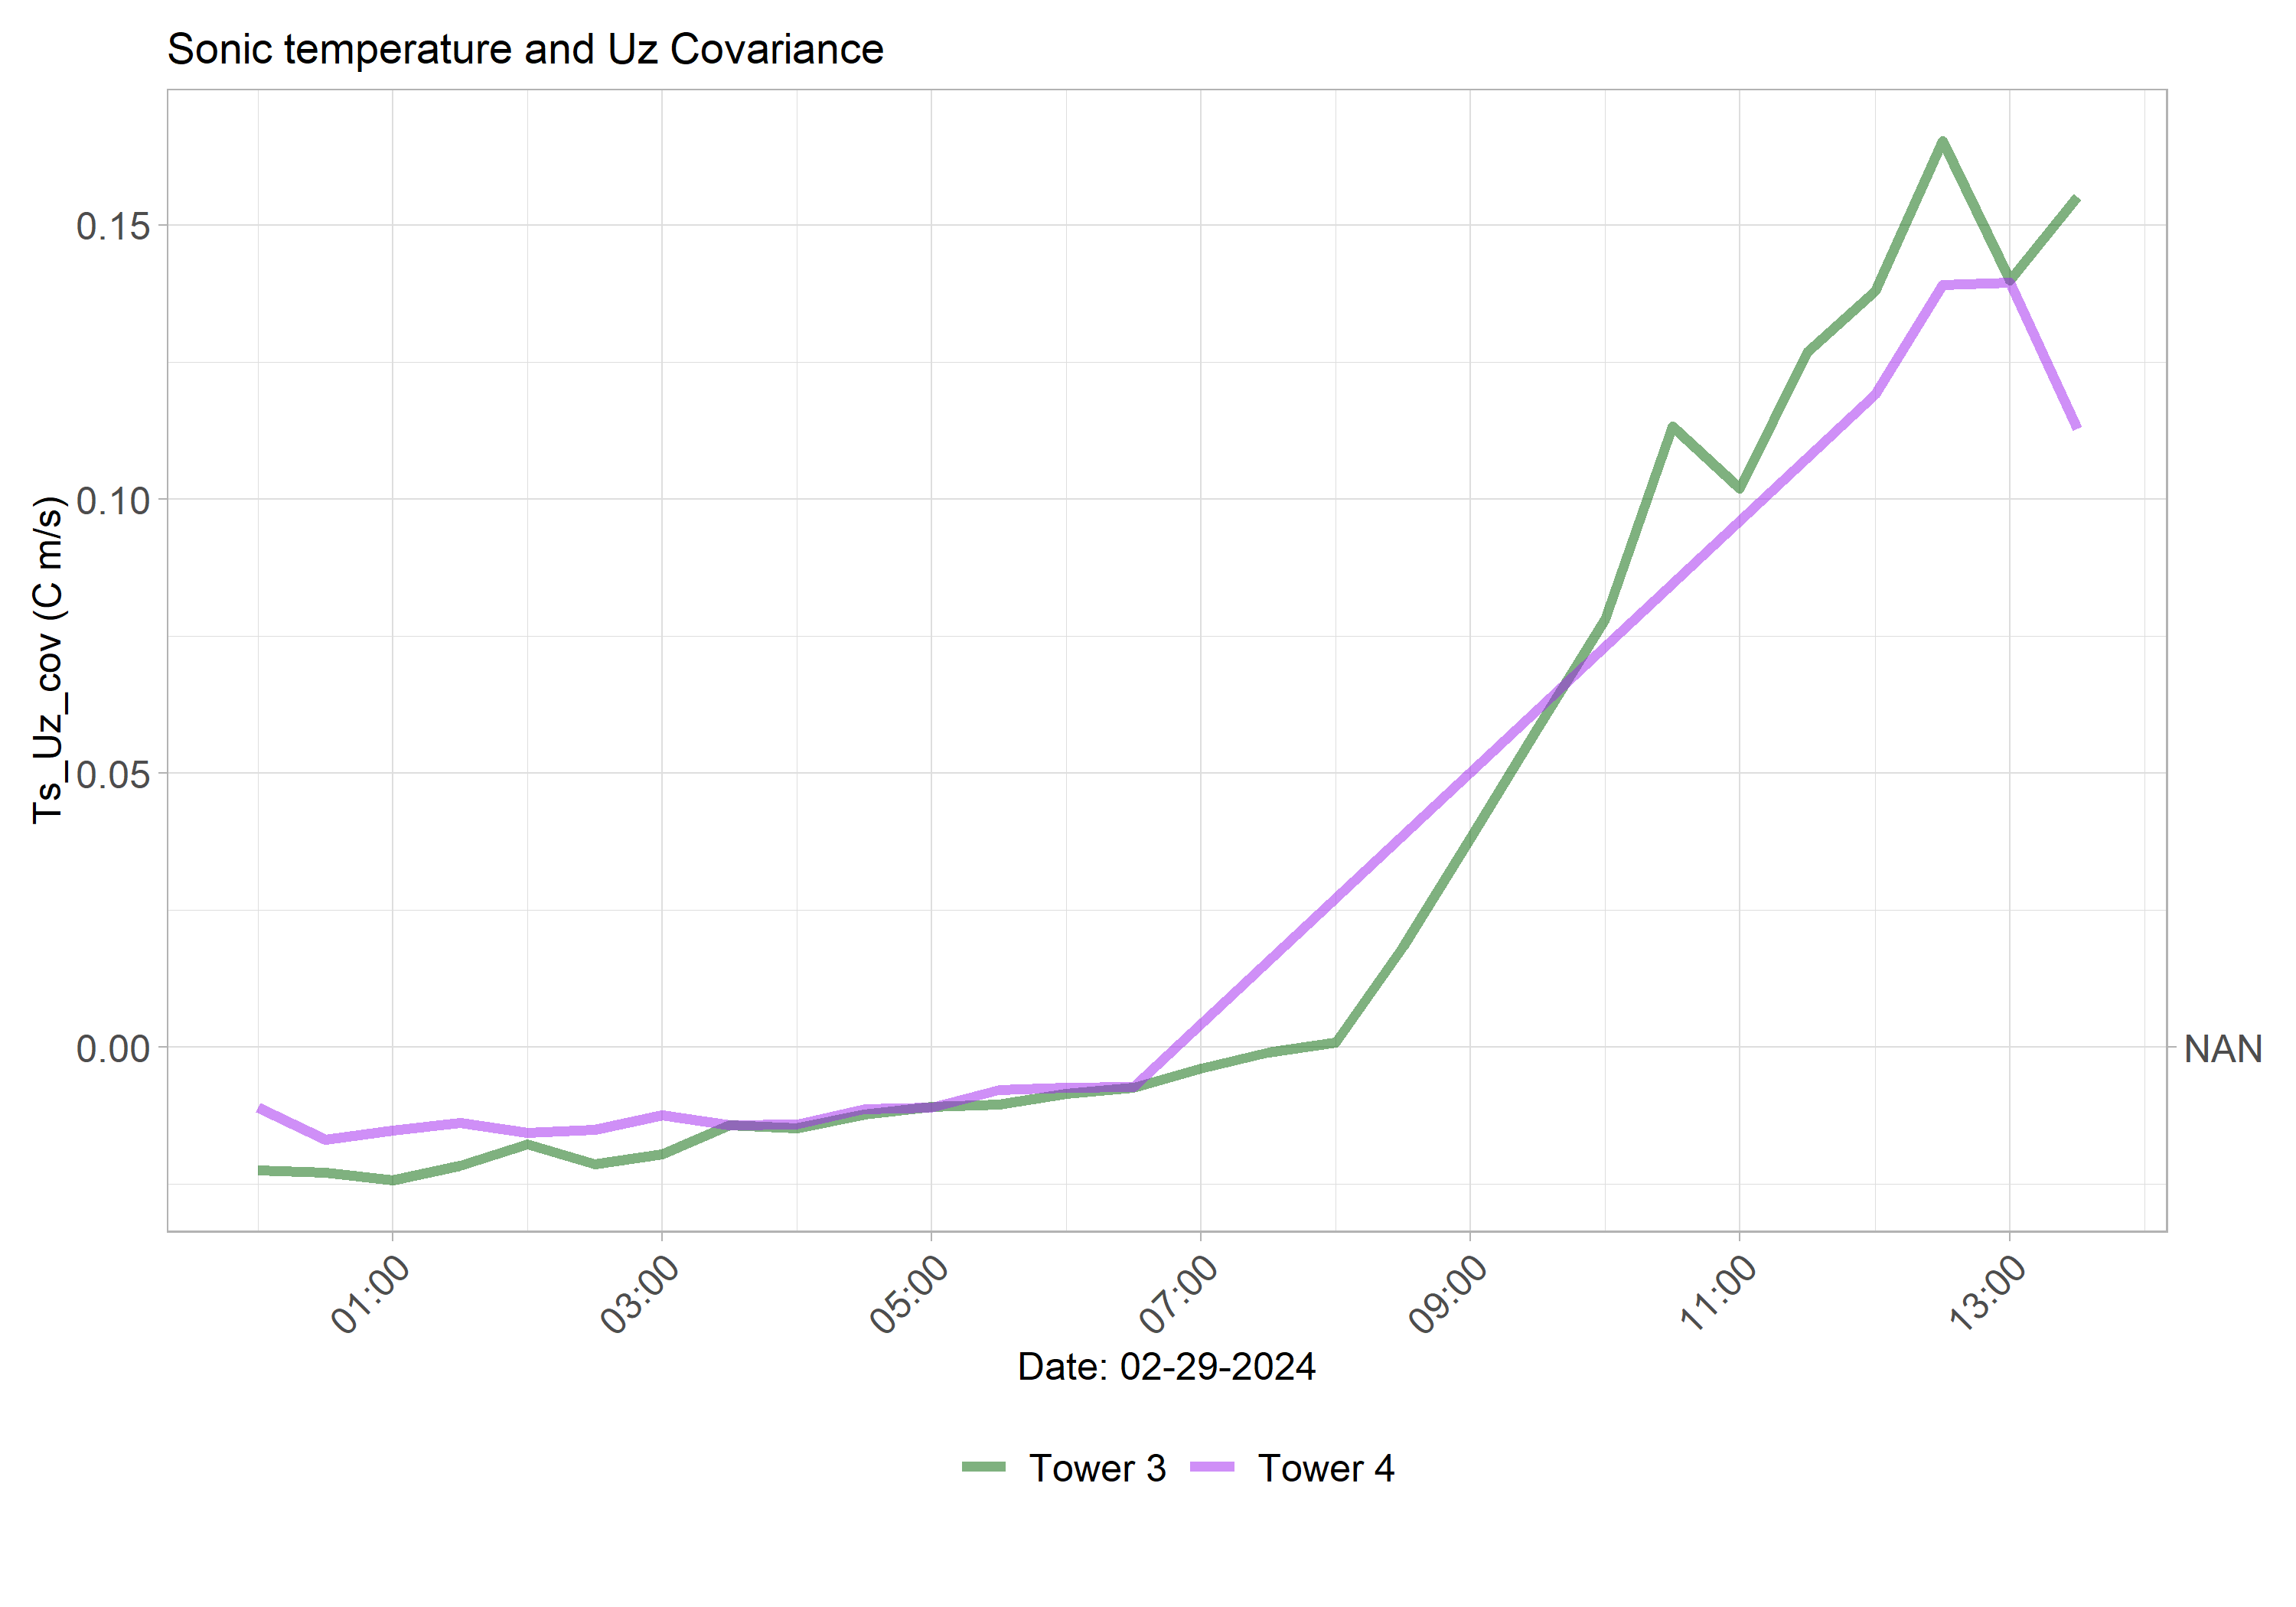 Sonic temperature and Uz Covariance
Ts_Uz_cov (C m/s)
0.15
0.10
0.05
0.00
NAN
01:00
03:00
05:00
07:00
09:00
11:00
13:00
Date: 02-29-2024
Tower 3
Tower 4